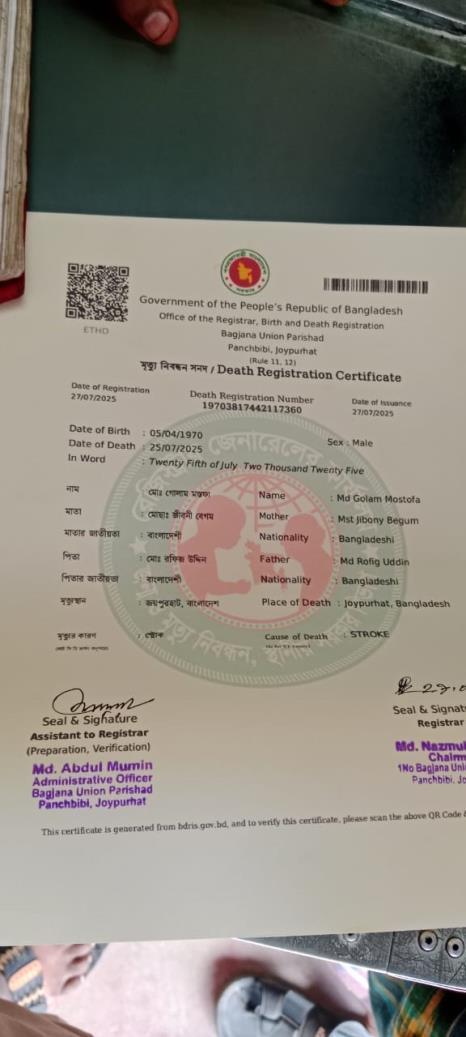 ETHD
Government of the People's Republic of Bangladesh
Office of the Registrar, Birth and Death Registration
Bagjana Union Parishad
Panchbibi, Joypurhat
(Rule 11, 12)
মৃত্যু নিবন্ধন সনদ / Death Registration Certificate
Date of Registration Death Registration Number Date of Issuance
27/07/2025 19703817442117360 27/07/2025
Date of Birth : 05/04/1970 Sex : Male
Date of Death : 25/07/2025
In Word : Twenty Fifth of July Two Thousand Twenty Five
নাম : মোঃ গোলাম মস্তফা Name : Md Golam Mostofa
মাতা : মোছাঃ জীবনী বেগম Mother : Mst Jibony Begum
মাতার জাতীয়তা : বাংলাদেশী Nationality : Bangladeshi
পিতা : মোঃ রফিজ উদ্দিন Father : Md Rofig Uddin
পিতার জাতীয়তা : বাংলাদেশী Nationality : Bangladeshi
মৃত্যুস্থান : জয়পুরহাট, বাংলাদেশ Place of Death : Joypurhat, Bangladesh
মৃত্যুর কারণ : স্ট্রোক Cause of Death : STROKE
Seal & Signature Seal & Signat
Assistant to Registrar Registrar
(Preparation, Verification)
Md. Abdul Mumin Md. Nazmul
Administrative Officer Chairm
Bagjana Union Parishad 1No Bagjana Uni
Panchbibi, Joypurhat Panchbibi, Jo
This certificate is generated from bdris.gov.bd, and to verify this certificate, please scan the above QR Code &